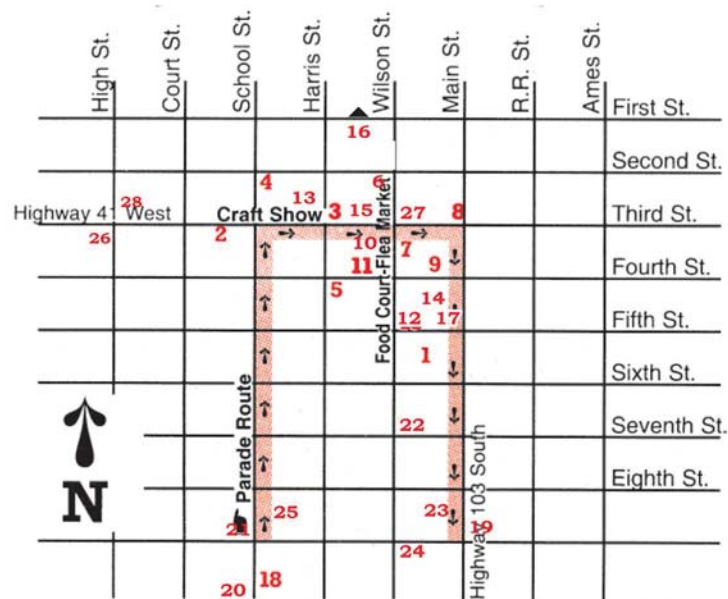 High St.
Court St.
School St.
Harris St.
Wilson St.
Main St.
R.R. St.
Ames St.
First St.
16
Second St.
4
6
28
13
Highway 41 West
Craft Show
3
15
27
8
Third St.
26
2
10
7
11
9
Food Court-Flea Market
Fourth St.
5
14
12
17
Fifth St.
1
Sixth St.
Parade Route
22
Seventh St.
N
Highway 103 South
Eighth St.
25
23
21
19
24
18
20